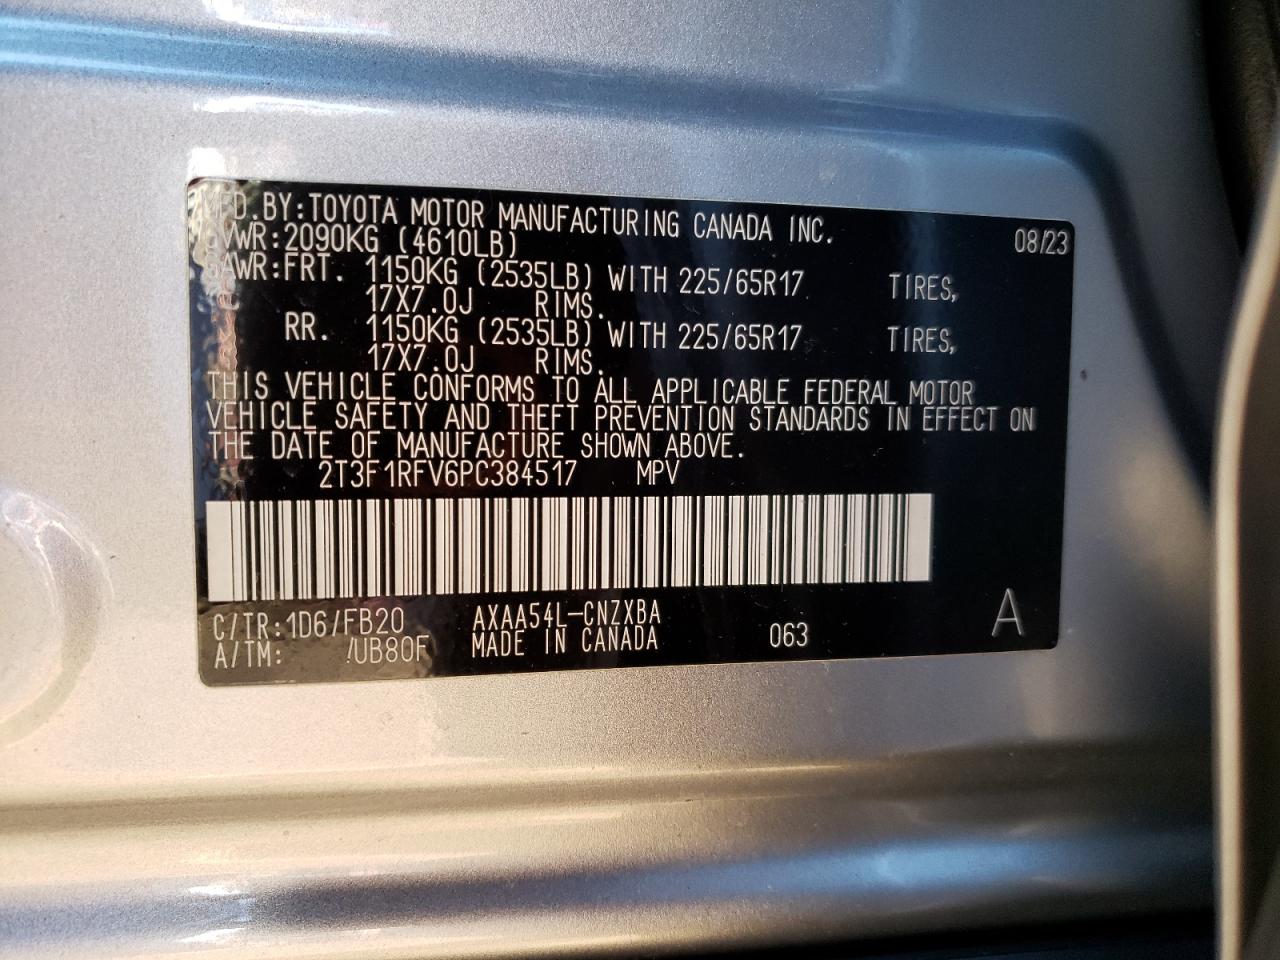 MFD.BY:TOYOTA MOTOR MANUFACTURING CANADA INC. 08/23
GVWR:2090KG (4610LB)
GAWR:FRT. 1150KG (2535LB) WITH 225/65R17 TIRES,
17X7.0J RIMS.
RR. 1150KG (2535LB) WITH 225/65R17 TIRES,
17X7.0J RIMS.
THIS VEHICLE CONFORMS TO ALL APPLICABLE FEDERAL MOTOR
VEHICLE SAFETY AND THEFT PREVENTION STANDARDS IN EFFECT ON
THE DATE OF MANUFACTURE SHOWN ABOVE.
2T3F1RFV6PC384517 MPV
C/TR:1D6/FB20 AXAA54L-CNZXBA
A/TM: /UB80F MADE IN CANADA 063 A